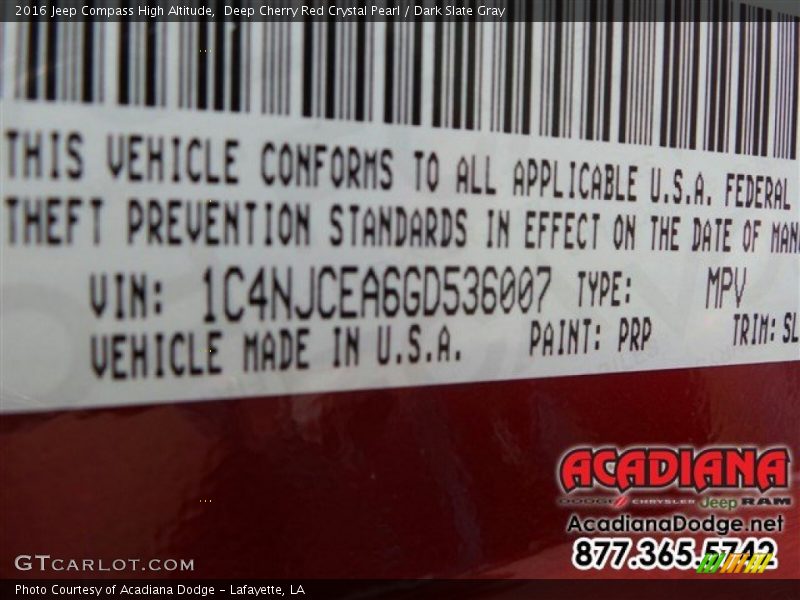 2016 Jeep Compass High Altitude,  Deep Cherry Red Crystal Pearl / Dark Slate Gray
THIS VEHICLE CONFORMS TO ALL APPLICABLE U.S.A. FEDERAL
THEFT PREVENTION STANDARDS IN EFFECT ON THE DATE OF MAN
VIN: 1C4NJCEA6GD536007 TYPE: MPV
VEHICLE MADE IN U.S.A. PAINT: PRP TRIM: SL
ACADIANA
DODGE CHRYSLER Jeep RAM
AcadianaDodge.net
877.365.5742
GTCARLOT.COM
Photo Courtesy of Acadiana Dodge - Lafayette, LA